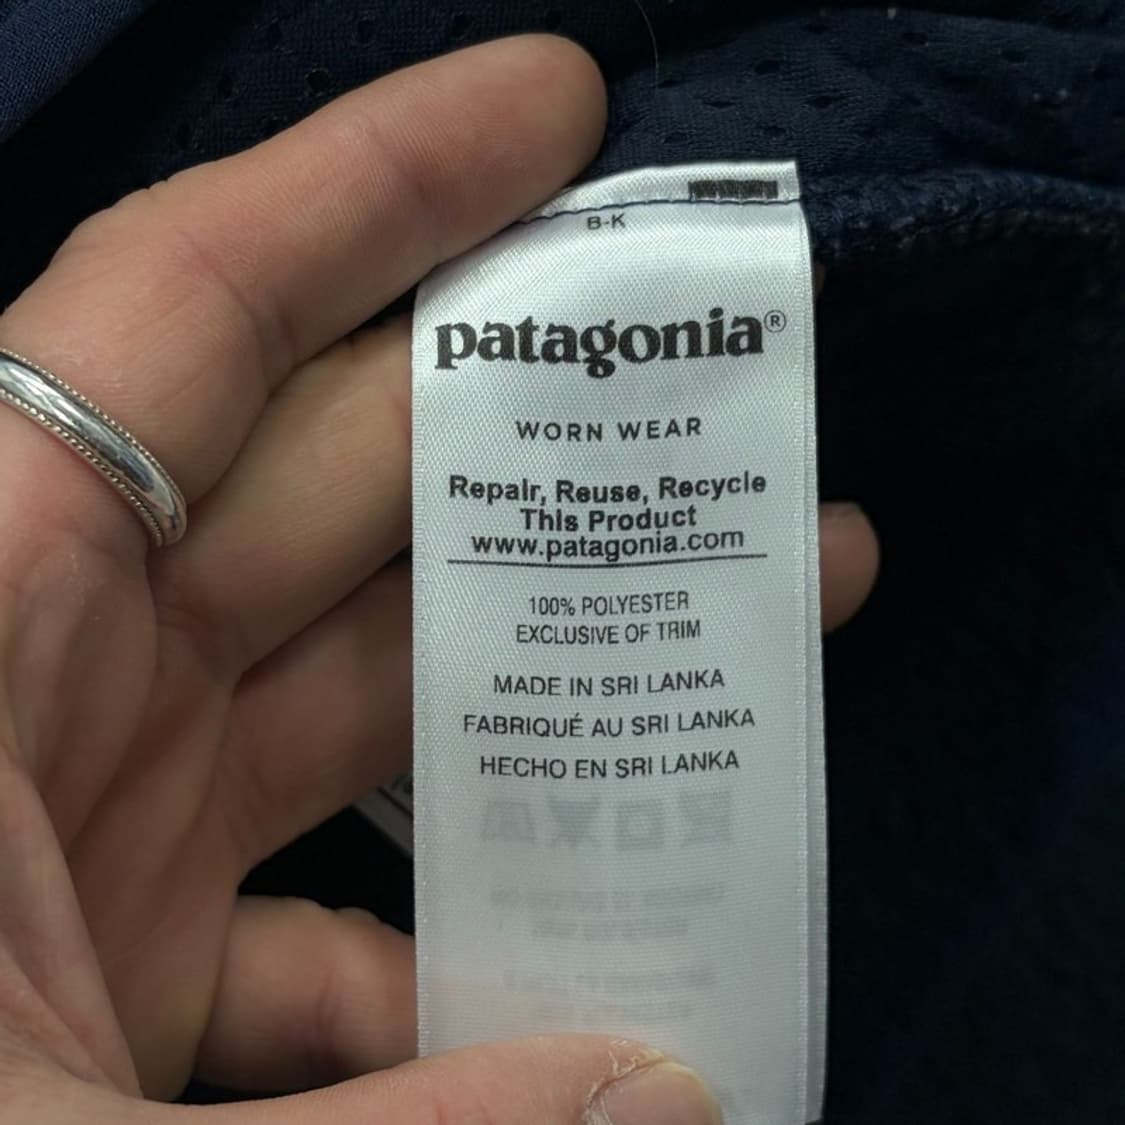 B-K
patagonia®
WORN WEAR
Repair, Reuse, Recycle
This Product
www.patagonia.com
100% POLYESTER
EXCLUSIVE OF TRIM
MADE IN SRI LANKA
FABRIQUÉ AU SRI LANKA
HECHO EN SRI LANKA